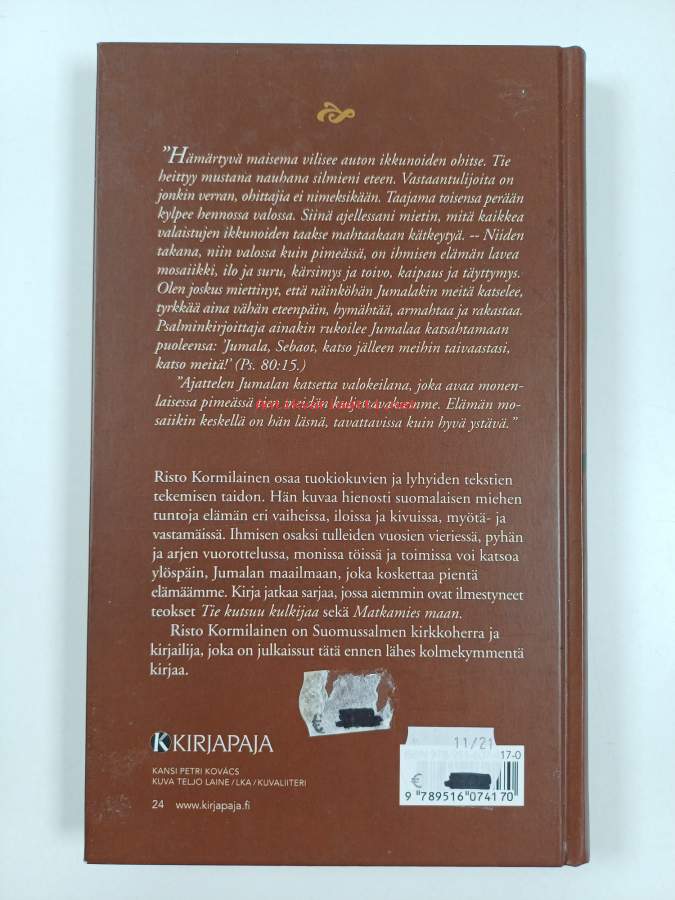 ”Hämärtyvä maisema vilisee auton ikkunoiden ohitse. Tie
heittyy mustana nauhana silmieni eteen. Vastaantulijoita on
jonkin verran, ohittajia ei nimeksikään. Taajama toisensa perään
kylpee hennossa valossa. Siinä ajellessani mietin, mitä kaikkea
valaistujen ikkunoiden taakse mahtaakaan kätkeytyä. -- Niiden
takana, niin valossa kuin pimeässä, on ihmisen elämän lavea
mosaiikki, ilo ja suru, kärsimys ja toivo, kaipaus ja täyttymys.
Olen joskus miettinyt, että näinköhän Jumalakin meitä katselee,
tyrkkää aina vähän eteenpäin, hymähtää, armahtaa ja rakastaa.
Psalminkirjoittaja ainakin rukoilee Jumalaa katsahtamaan
puoleensa: ’Jumala, Sebaot, katso jälleen meihin taivaastasi,
katso meitä!’ (Ps. 80:15.)
”Ajattelen Jumalan katsetta valokeilana, joka avaa monen-
laisessa pimeässä tien meidän kulkea. Elämän mo-
saiikin keskellä on hän läsnä, tavattavissa kuin hyvä ystävä.”
Risto Kormilainen osaa tuokiokuvien ja lyhyiden tekstien
tekemisen taidon. Hän kuvaa hienosti suomalaisen miehen
tuntoja elämän eri vaiheissa, iloissa ja kivuissa, myötä- ja
vastamäissä. Ihmisen osaksi tulleiden vuosien vieriessä, pyhän
ja arjen vuorottelussa, monissa töissä ja toimissa voi katsoa
ylöspäin, Jumalan maailmaan, joka koskettaa pientä
elämäämme. Kirja jatkaa sarjaa, jossa aiemmin ovat ilmestyneet
teokset Tie kutsuu kulkijaa sekä Matkamies maan.
Risto Kormilainen on Suomussalmen kirkkoherra ja
kirjailija, joka on julkaissut tätä ennen lähes kolmekymmentä
kirjaa.
€
KIRJAPAJA
KANSI PETRI KOVÁCS
KUVA TELJO LAINE / LKA / KUVALIITERI
24 www.kirjapaja.fi
11/21
17-0
€
9 789516 074170